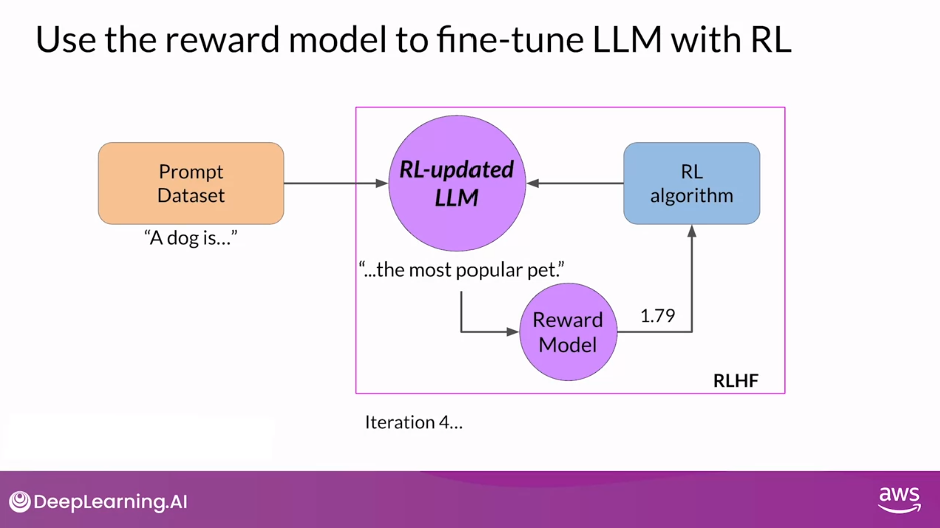 Use the reward model to fine-tune LLM with RL
Prompt
Dataset
"A dog is…"
RL-updated
LLM
RL
algorithm
"...the most popular pet."
Reward
Model
1.79
RLHF
Iteration 4…
DeepLearning.AI
aws